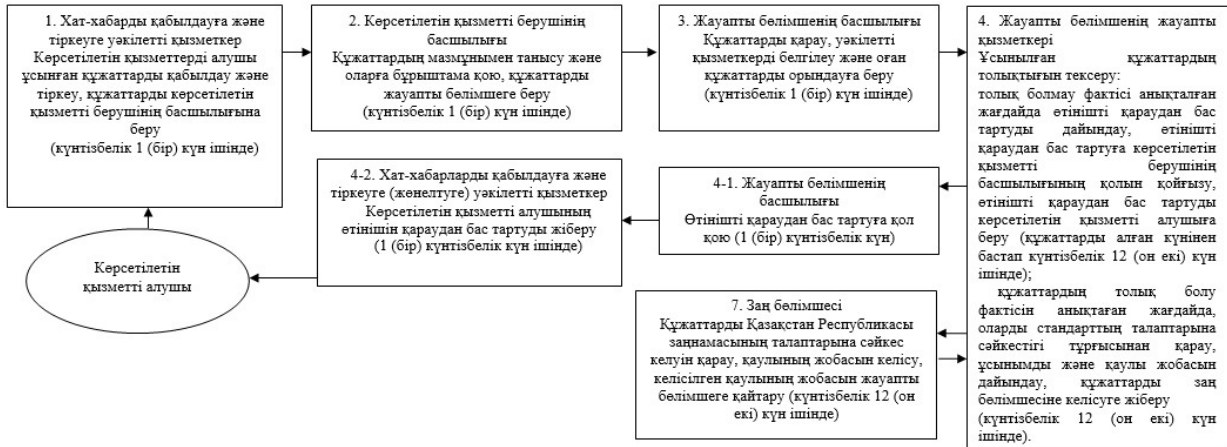 1. Хат-хабарды қабылдауға және
тіркеуге уәкілетті қызметкер
Көрсетілетін қызметтерді алушы
ұсынған құжаттарды қабылдау және
тіркеу, құжаттарды көрсетілетін
қызметті берушінің басшылығына
беру
(күнтізбелік 1 (бір) күн ішінде)
2. Көрсетілетін қызметті берушінің
басшылығы
Құжаттардың мазмұнымен танысу және
оларға бұрыштама қою, құжаттарды
жауапты бөлімшеге беру
(күнтізбелік 1 (бір) күн ішінде)
3. Жауапты бөлімшенің басшылығы
Құжаттарды қарау, уәкілетті
қызметкерді белгілеу және оған
құжаттарды орындауға беру
(күнтізбелік 1 (бір) күн ішінде)
4. Жауапты бөлімшенің жауапты
қызметкері
Ұсынылған құжаттардың
толықтығын тексеру:
толық болмау фактісі анықталған
жағдайда өтінішті қараудан бас
тартуды дайындау, өтінішті
қараудан бас тартуға көрсетілетін
қызметті берушінің
басшылығының қолын қойғызу,
өтінішті қараудан бас тартуды
көрсетілетін қызметті алушыға
беру (құжаттарды алған күнінен
бастап күнтізбелік 12 (он екі) күн
ішінде);
құжаттардың толық болу
фактісін анықтаған жағдайда,
оларды стандарттың талаптарына
сәйкестігі тұрғысынан қарау,
ұсынымды және қаулы жобасын
дайындау, құжаттарды заң
бөлімшесіне келісуге жіберу
(күнтізбелік 12 (он екі) күн
ішінде).
4-1. Жауапты бөлімшенің
басшылығы
Өтінішті қараудан бас тартуға қол
қою (1 (бір) күнтізбелік күн)
4-2. Хат-хабарларды қабылдауға және
тіркеуге (жөнелтуге) уәкілетті қызметкер
Көрсетілетін қызметті алушының
өтінішін қараудан бас тартуды жіберу
(1 (бір) күнтізбелік күн ішінде)
Көрсетілетін
қызметті алушы
7. Заң бөлімшесі
Құжаттарды Қазақстан Республикасы
заңнамасының талаптарына сәйкес
келуін қарау, қаулының жобасын келісу,
келісілген қаулының жобасын жауапты
бөлімшеге қайтару (күнтізбелік 12 (он
екі) күн ішінде)